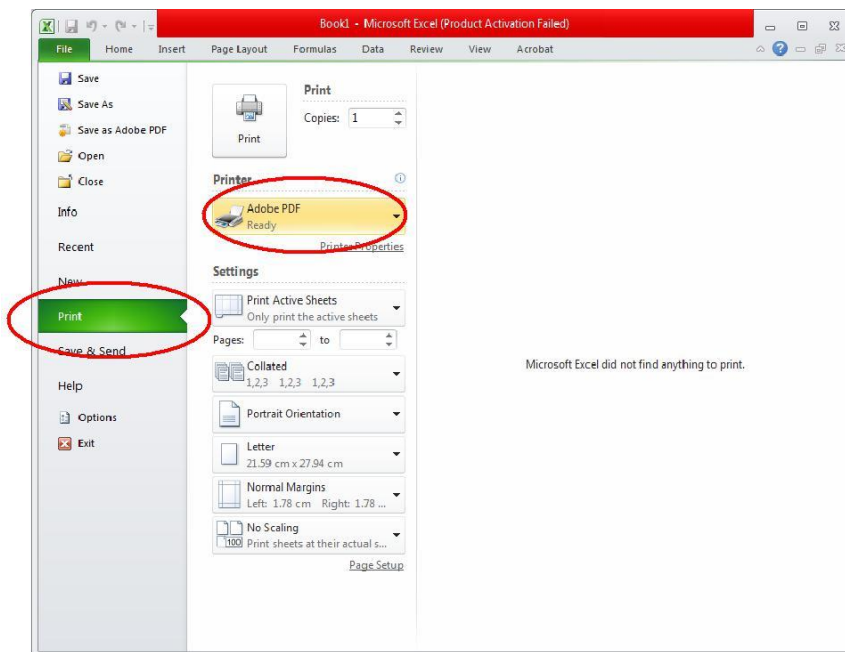 Book1 - Microsoft Excel (Product Activation Failed)
File Home Insert Page Layout Formulas Data Review View Acrobat
Save
Save As
Save as Adobe PDF
Open
Close
Info
Recent
New
Print
Save & Send
Help
Options
Exit
Print
Print
Copies: 1
Printer
Adobe PDF
Ready
Printer Properties
Settings
Print Active Sheets
Only print the active sheets
Pages: to
Collated
1,2,3 1,2,3 1,2,3
Portrait Orientation
Letter
21.59 cm x 27.94 cm
Normal Margins
Left: 1.78 cm Right: 1.78 ...
No Scaling
100 Print sheets at their actual s...
Page Setup
Microsoft Excel did not find anything to print.